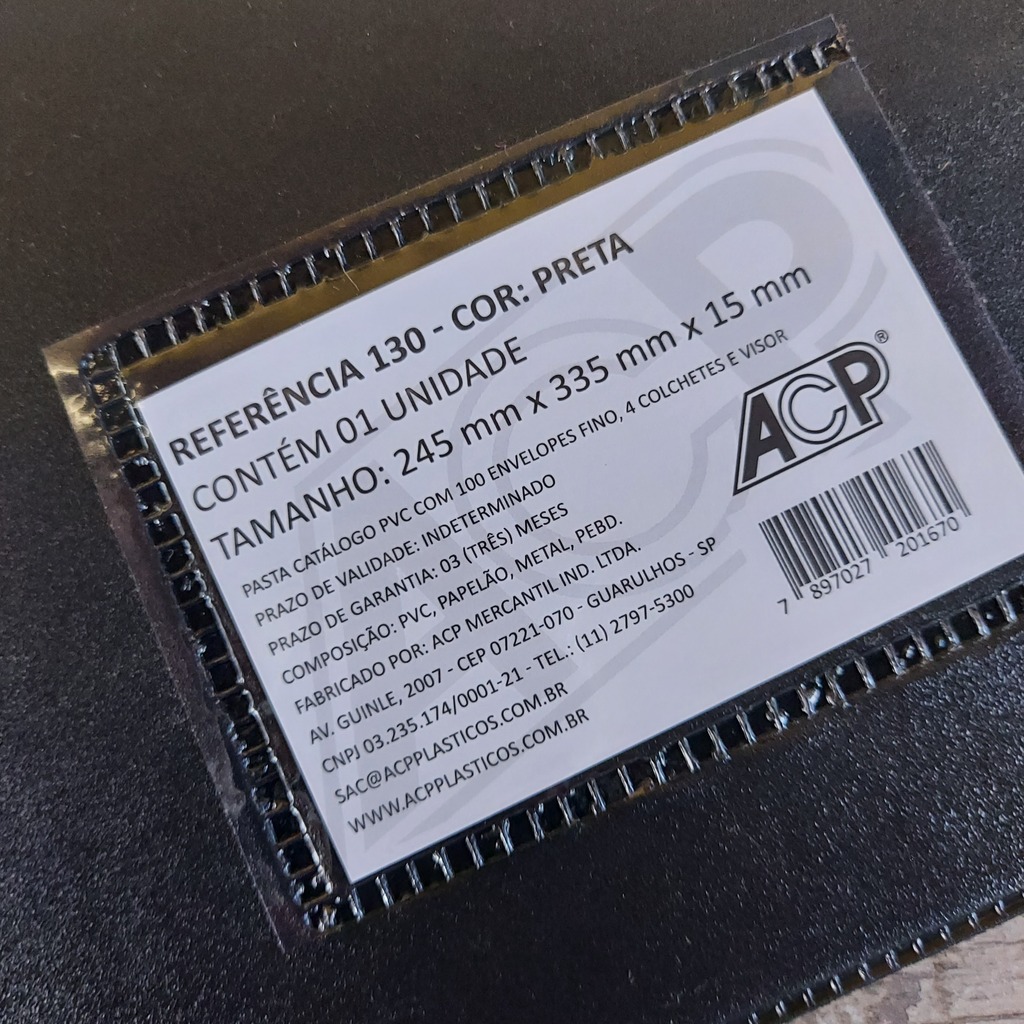 REFERÊNCIA 130 - COR: PRETA
CONTÉM 01 UNIDADE
TAMANHO: 245 mm x 335 mm x 15 mm
PASTA CATÁLOGO PVC COM 100 ENVELOPES FINO, 4 COLCHETES E VISOR
PRAZO DE VALIDADE: INDETERMINADO
PRAZO DE GARANTIA: 03 (TRÊS) MESES
COMPOSIÇÃO: PVC, PAPELÃO, METAL, PEBD.
FABRICADO POR: ACP MERCANTIL IND. LTDA.
AV. GUINLE, 2007 - CEP 07221-070 - GUARULHOS - SP
CNPJ 03.235.174/0001-21 - TEL.: (11) 2797-5300
SAC@ACPPLASTICOS.COM.BR
WWW.ACPPLASTICOS.COM.BR
ACP®
7 897027 201670